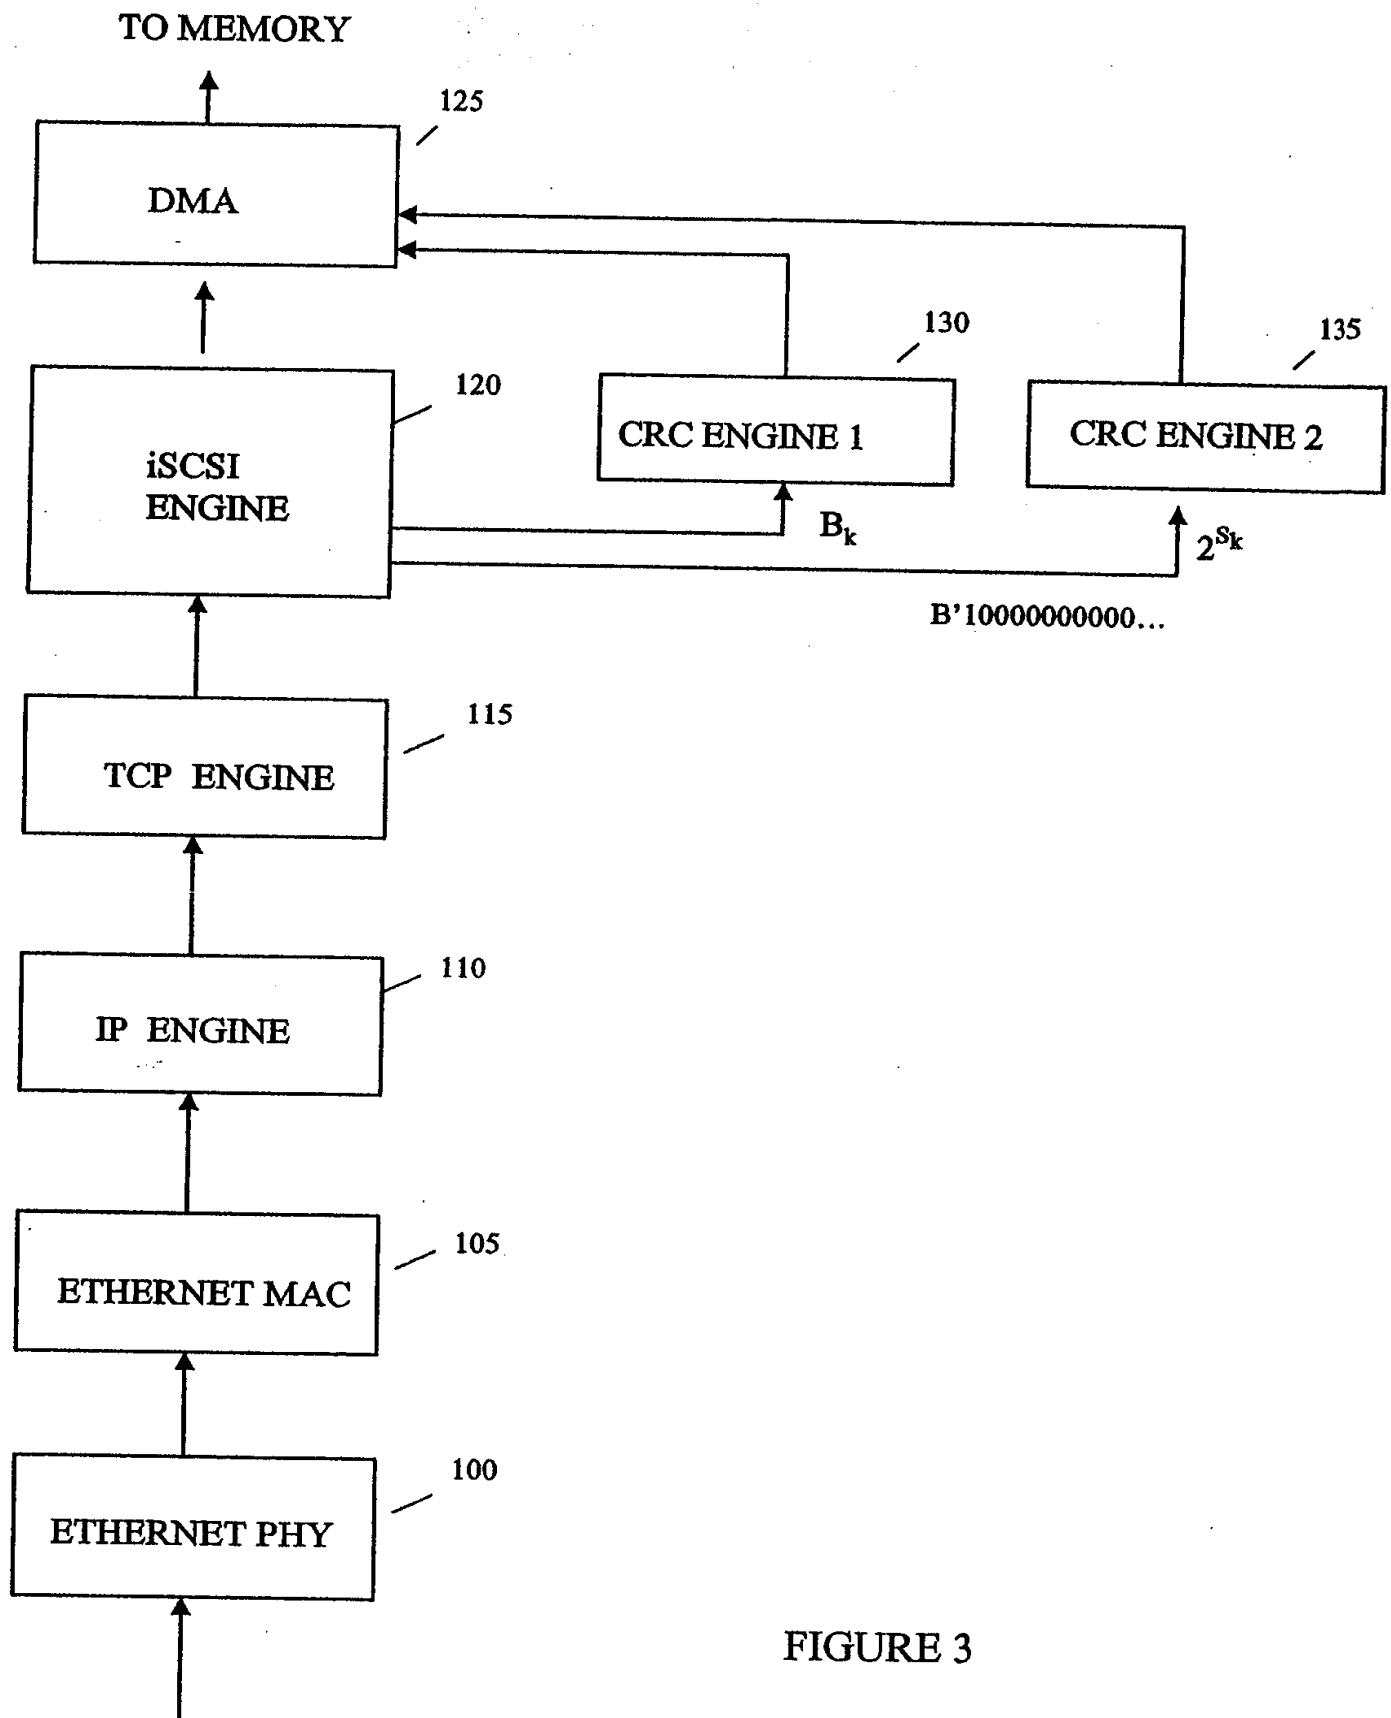 TO MEMORY
125
DMA
130
135
120
CRC ENGINE 1
CRC ENGINE 2
iSCSI
ENGINE
Bk
2Sk
B'10000000000...
115
TCP ENGINE
110
IP ENGINE
105
ETHERNET MAC
100
ETHERNET PHY
FIGURE 3